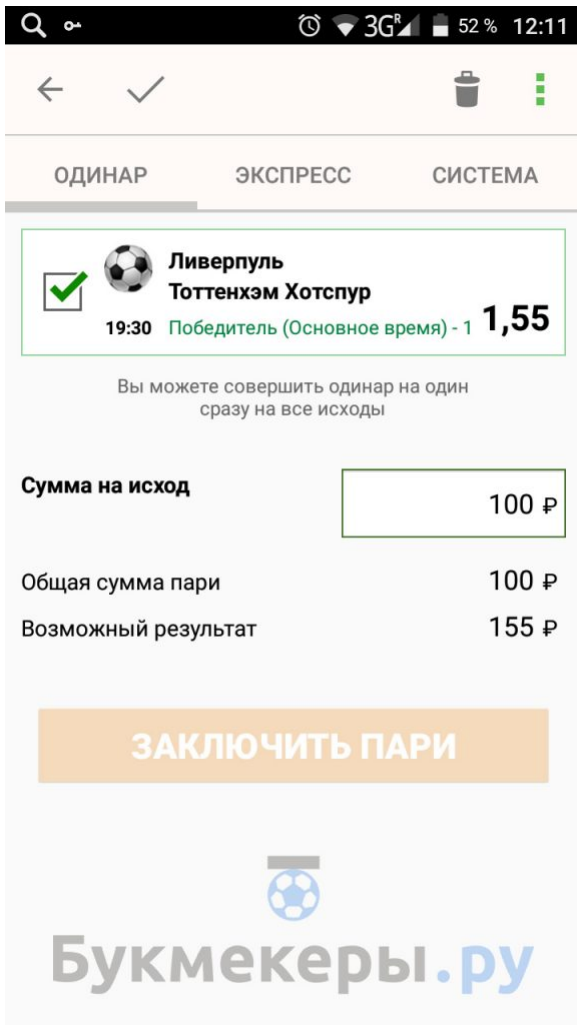 3G R 52 % 12:11
ОДИНАР ЭКСПРЕСС СИСТЕМА
Ливерпуль
Тоттенхэм Хотспур
19:30 Победитель (Основное время) - 1 1,55
Вы можете совершить одинар на один
сразу на все исходы
Сумма на исход 100 ₽
Общая сумма пари 100 ₽
Возможный результат 155 ₽
ЗАКЛЮЧИТЬ ПАРИ
Букмекеры.ру